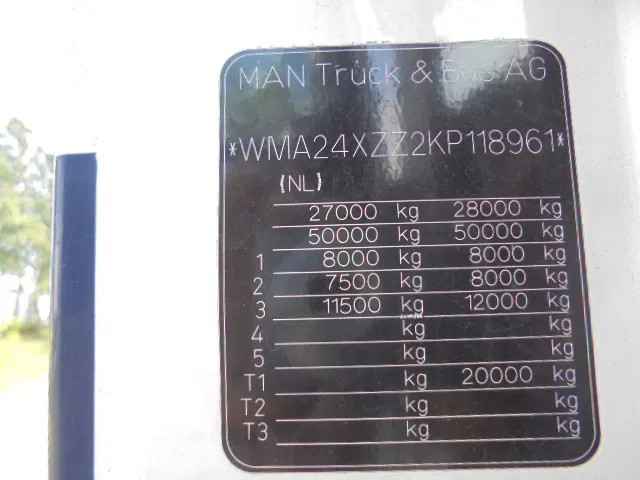 MAN Truck & Bus AG
*WMA24XZZ2KP118961*
(NL)
27000 kg 28000 kg
50000 kg 50000 kg
1 8000 kg 8000 kg
2 7500 kg 8000 kg
3 11500 kg 12000 kg
4 kg kg
5 kg kg
T1 kg 20000 kg
T2 kg kg
T3 kg kg